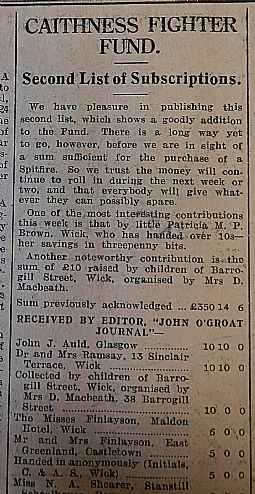 CAITHNESS FIGHTER
FUND.
Second List of Subscriptions.
We have pleasure in publishing this
second list, which shows a goodly addition
to the Fund. There is a long way yet
to go, however, before we are in sight of
a sum sufficient for the purchase of a
Spitfire. So we trust the money will con-
tinue to roll in during the next week or
two, and that everybody will give what-
ever they can possibly spare.
One of the most interesting contributions
this week is that by little Patricia M. P.
Brown, Wick, who has handed over 10s—
her savings in threepenny bits.
Another noteworthy contribution is the
sum of £10 raised by children of Barro-
gill Street, Wick, organised by Mrs D.
Macbeath.
Sum previously acknowledged ... £350 14 6
RECEIVED BY EDITOR, "JOHN O'GROAT
JOURNAL"—
John J. Auld, Glasgow ... 10 10 0
Dr and Mrs Ramsay, 13 Sinclair
Terrace, Wick ... 10 10 0
Collected by children of Barro-
gill Street, Wick, organised by
Mrs D. Macbeath, 38 Barrogill
Street ... 10 0 0
The Misses Finlayson, Maldon
Hotel, Wick ... 6 0 0
Mr and Mrs Finlayson, East
Greenland, Castletown ... 5 0 0
Handed in anonymously (Initials,
J. & A. S., Wick) ... 5 0 0
Miss N. A. Shearer, Stanstill